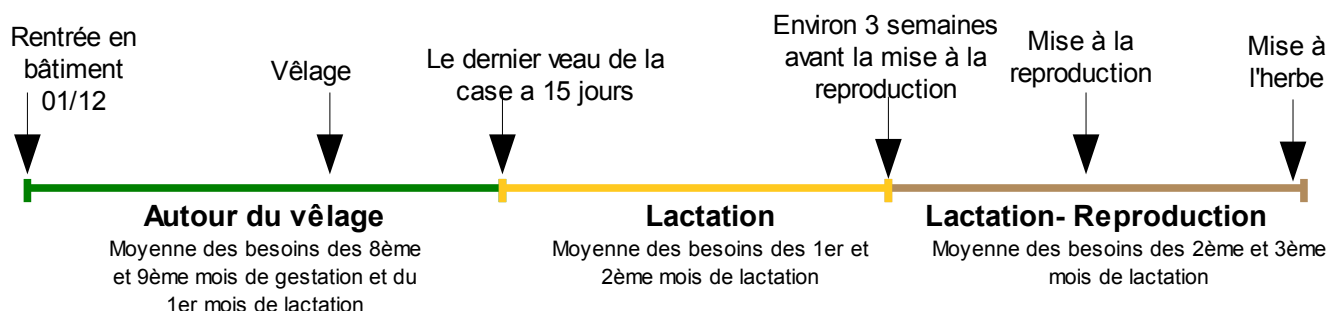 Rentrée en
bâtiment
01/12
Vêlage
Le dernier veau de la
case a 15 jours
Environ 3 semaines
avant la mise à la
reproduction
Mise à la
reproduction
Mise à
l'herbe
Autour du vêlage
Moyenne des besoins des 8ème
et 9ème mois de gestation et du
1er mois de lactation
Lactation
Moyenne des besoins des 1er et
2ème mois de lactation
Lactation- Reproduction
Moyenne des besoins des 2ème et 3ème
mois de lactation